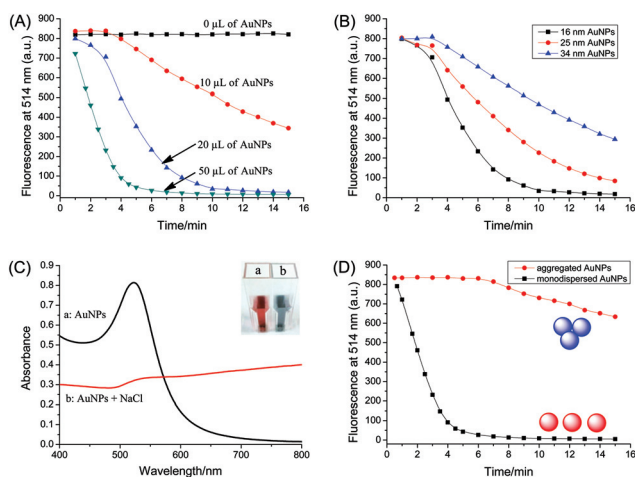 (A)
900
800
700
600
500
400
300
200
100
0
Fluorescence at 514 nm (a.u.)
0 μL of AuNPs
10 μL of AuNPs
20 μL of AuNPs
50 μL of AuNPs
0 2 4 6 8 10 12 14 16
Time/min
(B)
900
800
700
600
500
400
300
200
100
0
Fluorescence at 514 nm (a.u.)
16 nm AuNPs
25 nm AuNPs
34 nm AuNPs
0 2 4 6 8 10 12 14 16
Time/min
(C)
0.9
0.8
0.7
0.6
0.5
0.4
0.3
0.2
0.1
0.0
Absorbance
a b
a: AuNPs
b: AuNPs + NaCl
400 500 600 700 800
Wavelength/nm
(D)
900
800
700
600
500
400
300
200
100
0
Fluorescence at 514 nm (a.u.)
aggregated AuNPs
monodispersed AuNPs
0 2 4 6 8 10 12 14 16
Time/min